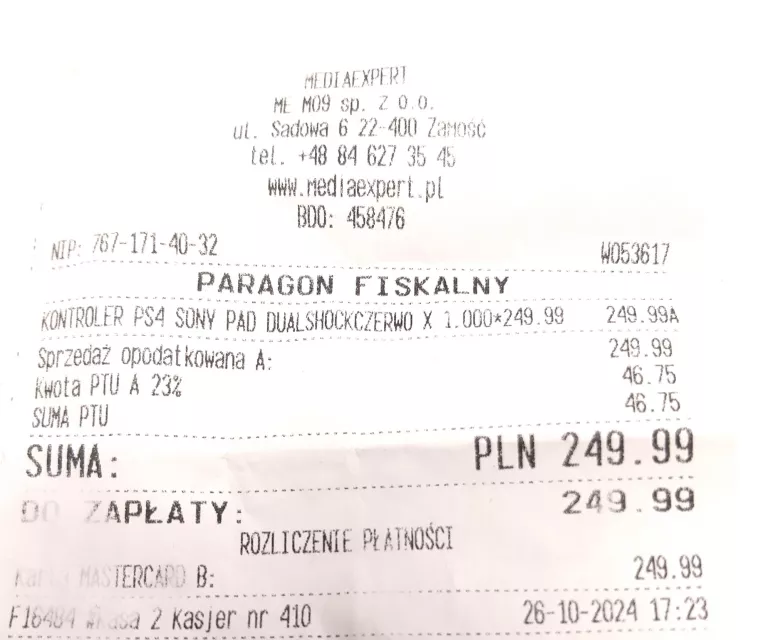 MEDIAEXPERT
ME M09 sp. z o.o.
ul. Sadowa 6 22-400 Zamość
tel. +48 84 627 35 45
www.mediaexpert.pl
BDO: 458476
NIP: 767-171-40-32 W053617
PARAGON FISKALNY
KONTROLER PS4 SONY PAD DUALSHOCKCZERWO X 1.000*249.99 249.99A
Sprzedaż opodatkowana A: 249.99
Kwota PTU A 23% 46.75
SUMA PTU 46.75
SUMA: PLN 249.99
DO ZAPŁATY: 249.99
ROZLICZENIE PŁATNOŚCI
Karta MASTERCARD B: 249.99
F16484 2 Kasjer nr 410 26-10-2024 17:23